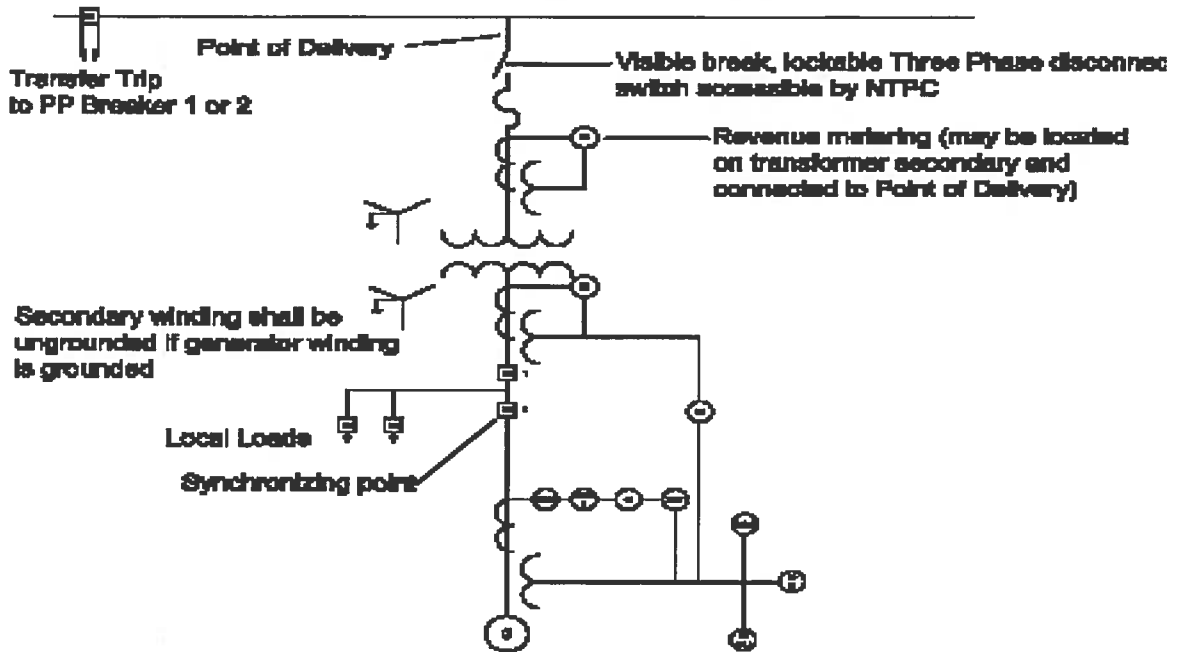 Point of Delivery
Visible break, lockable Three Phase disconnec
switch accessible by NTPC
Transfer Trip
to PP Breaker 1 or 2
Revenue metering (may be located
on transformer secondary and
connected to Point of Delivery)
Secondary winding shall be
ungrounded if generator winding
is grounded
Local Loads
Synchronizing point